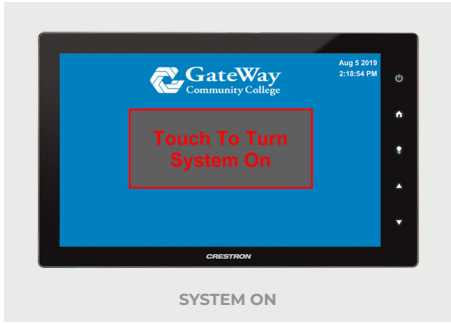 GateWay
Community College
Aug 5 2019
2:18:54 PM
Touch To Turn
System On
CRESTRON
SYSTEM ON